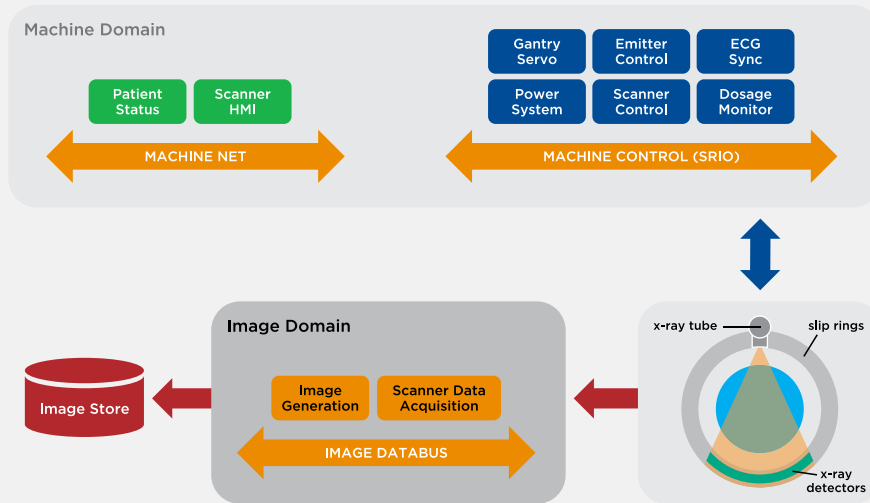 Machine Domain
Patient
Status
Scanner
HMI
MACHINE NET
Gantry
Servo
Emitter
Control
ECG
Sync
Power
System
Scanner
Control
Dosage
Monitor
MACHINE CONTROL (SRIO)
Image Domain
Image
Generation
Scanner Data
Acquisition
IMAGE DATABUS
Image Store
x-ray tube
slip rings
x-ray
detectors